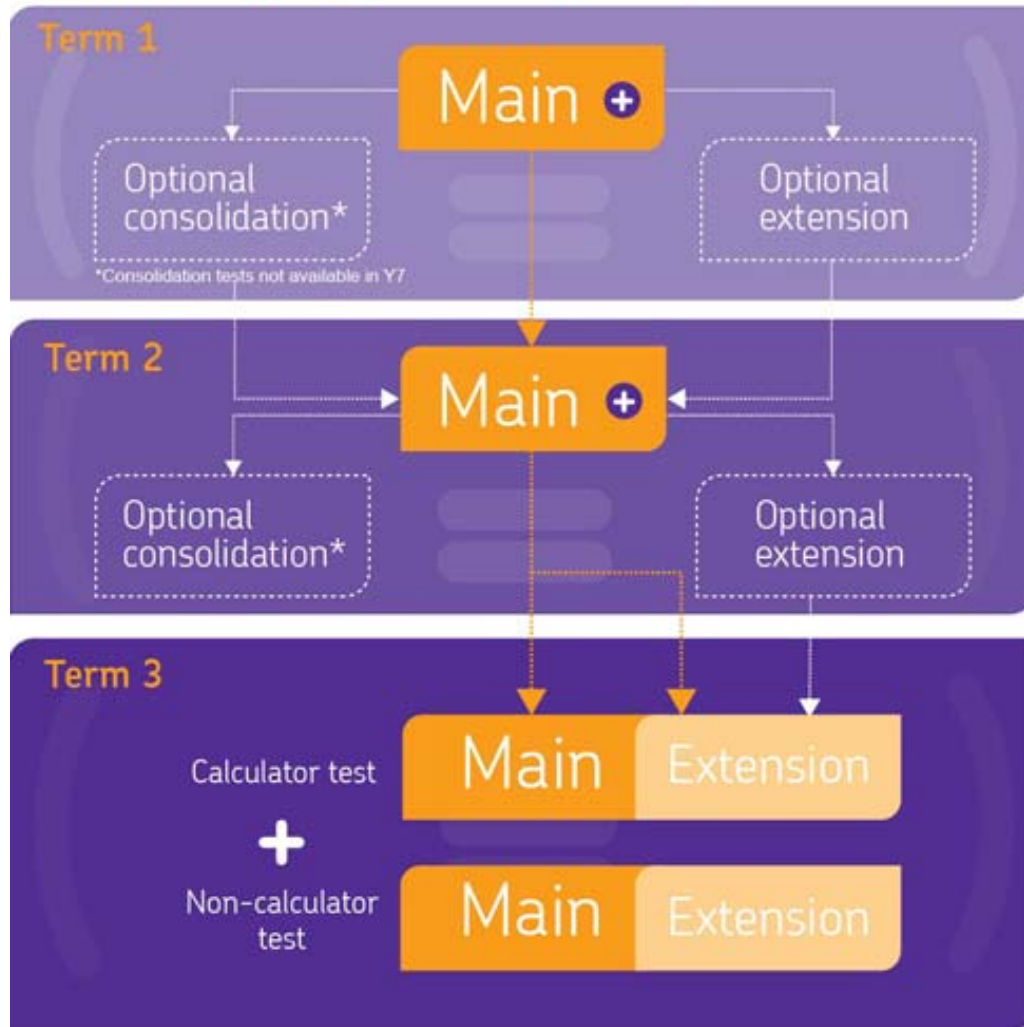 Term 1
Main +
Optional
consolidation*
Optional
extension
*Consolidation tests not available in Y7
Term 2
Main +
Optional
consolidation*
Optional
extension
Term 3
Calculator test
Main
Extension
+
Non-calculator
test
Main
Extension